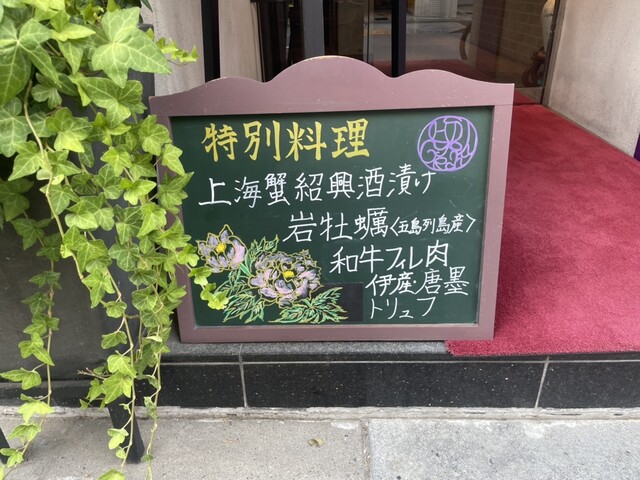 特別料理
上海蟹紹興酒漬け
岩牡蠣〈五島列島産〉
和牛フィレ肉
伊産・唐墨
トリュフ